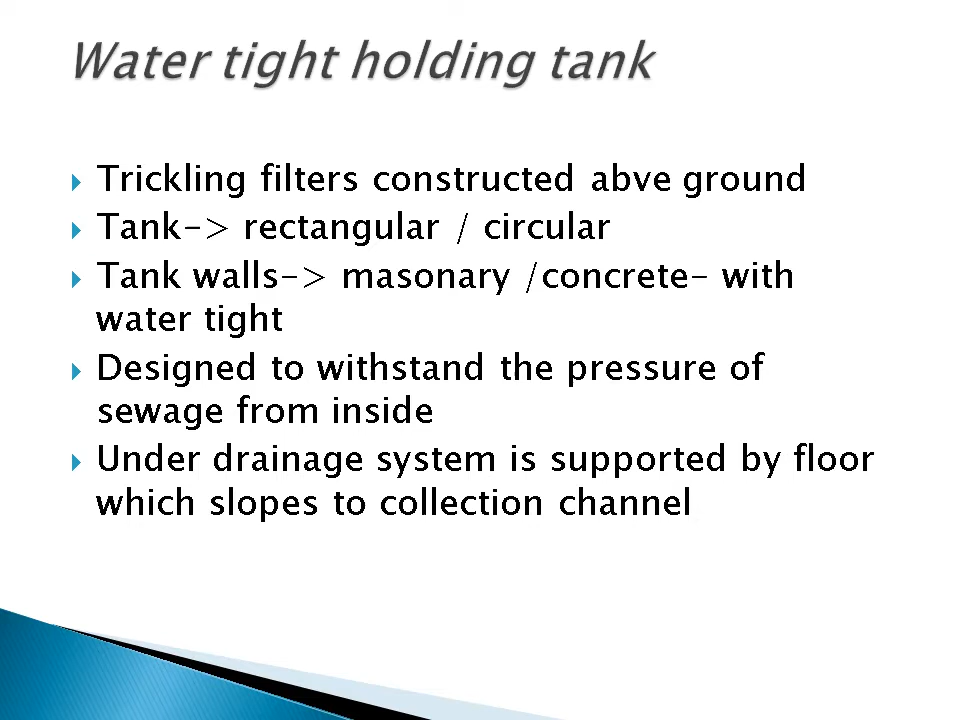 Water tight holding tank
Trickling filters constructed abve ground
Tank-> rectangular / circular
Tank walls-> masonary /concrete- with
water tight
Designed to withstand the pressure of
sewage from inside
Under drainage system is supported by floor
which slopes to collection channel